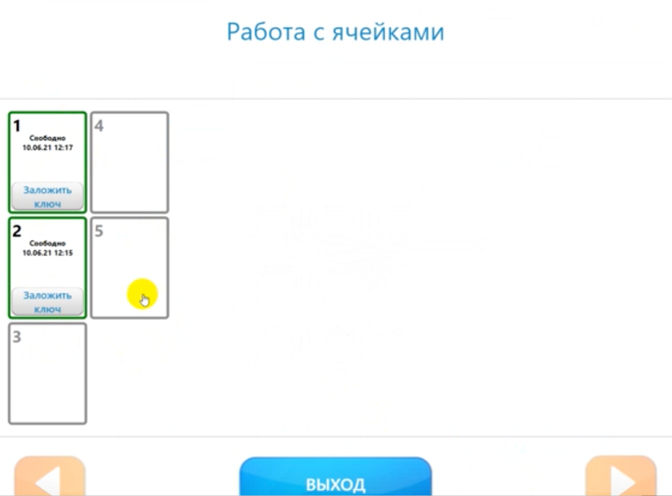 Работа с ячейками
1
Свободно
10.06.21 12:17
Заложить
ключ
4
2
Свободно
10.06.21 12:15
Заложить
ключ
5
3
ВЫХОД